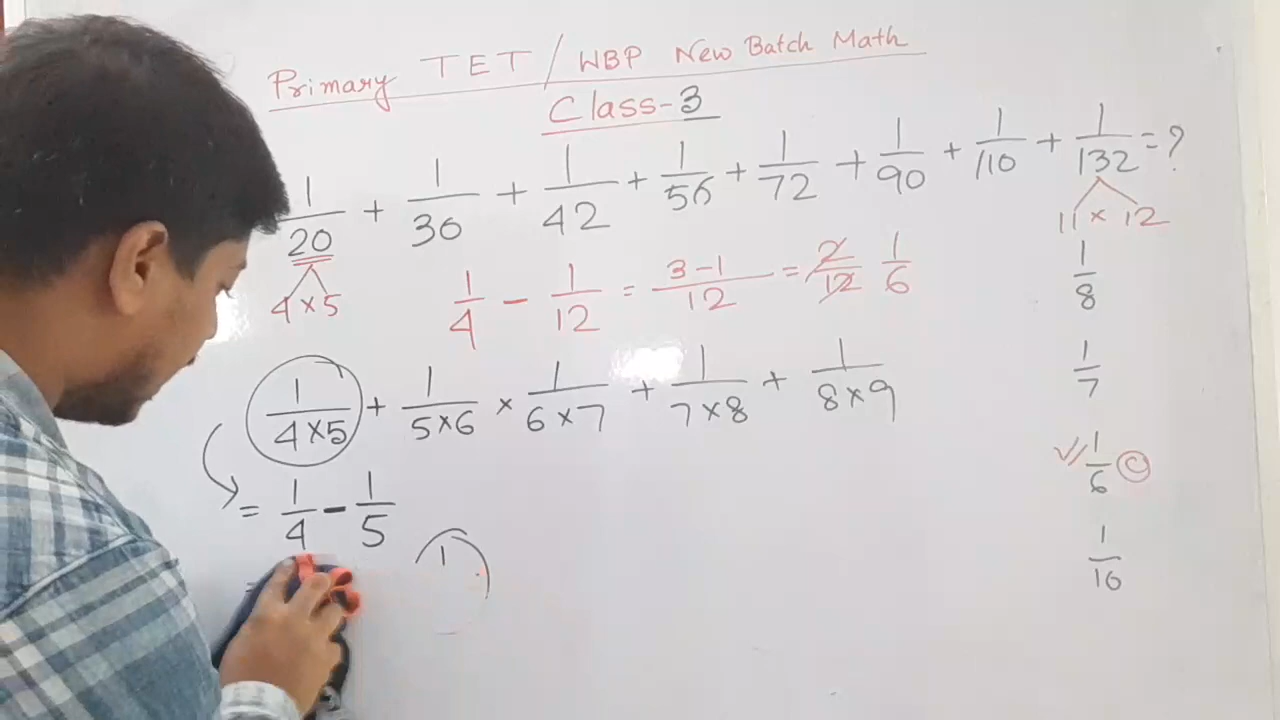 Primary TET / WBP New Batch Math
Class-3
1/20 + 1/30 + 1/42 + 1/56 + 1/72 + 1/90 + 1/110 + 1/132 = ?
4×5
11 × 12
1/4 - 1/12 = 3-1/12 = 2/12 1/6
1/8
1/4×5 + 1/5×6 × 1/6×7 + 1/7×8 + 1/8×9
1/7
✓ 1/6 C
= 1/4 - 1/5
1/16
1